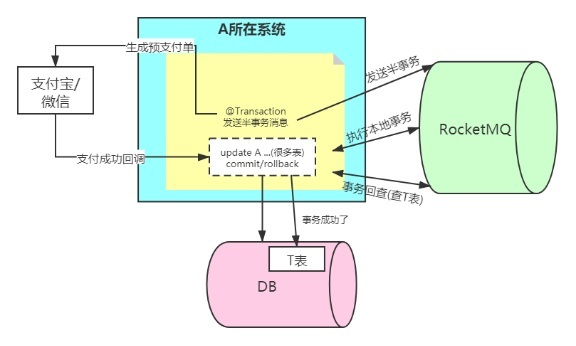 A所在系统
生成预支付单
支付宝/
微信
@Transaction
发送半事务消息
发送半事务
RocketMQ
执行本地事务
支付成功回调
update A ...(很多表)
commit/rollback
事务回查(查T表)
事务成功了
T表
DB